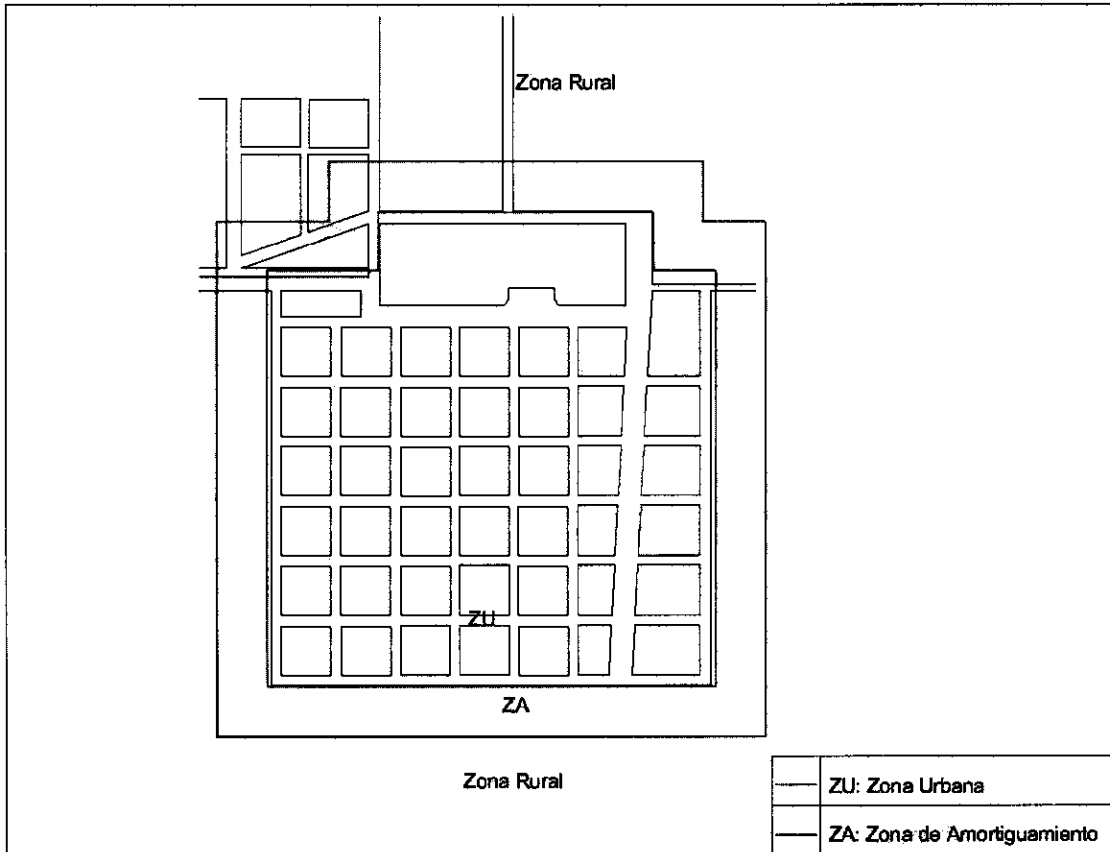 Zona Rural
ZU
ZA
Zona Rural
ZU: Zona Urbana
ZA: Zona de Amortiguamiento